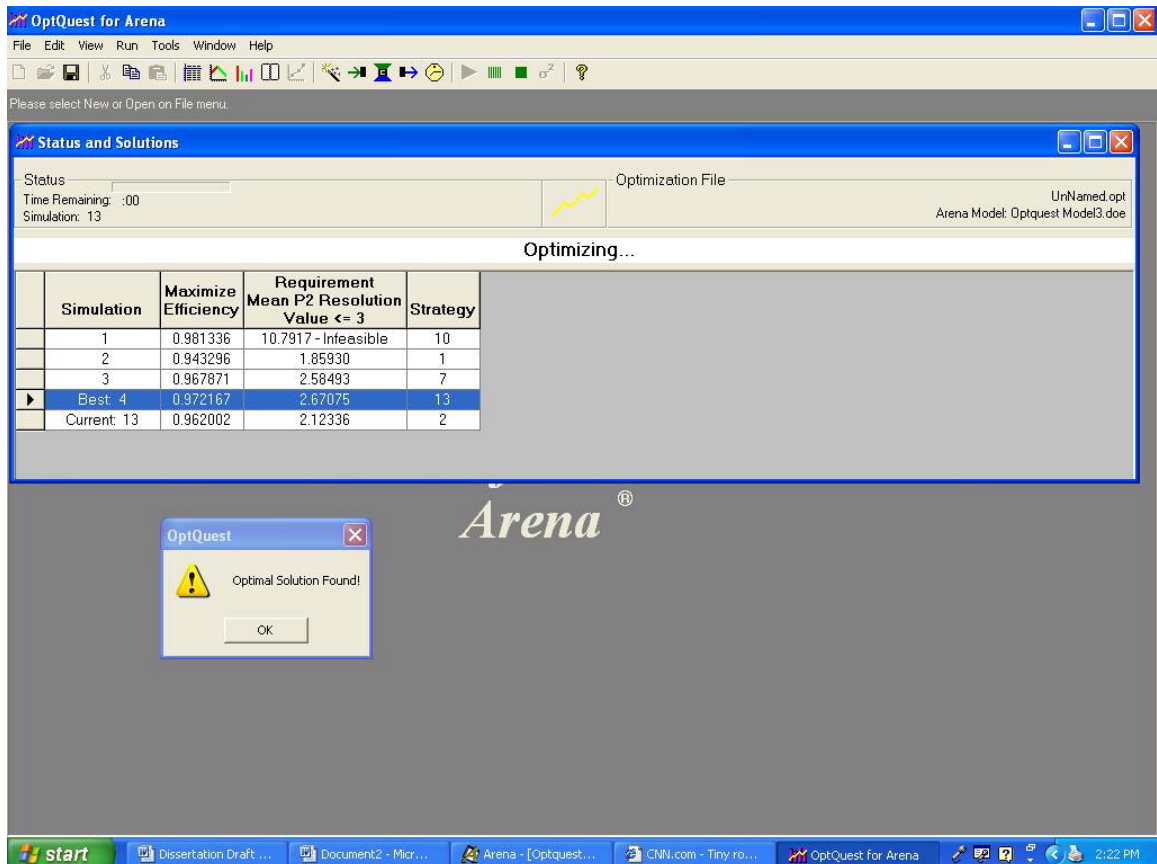 OptQuest for Arena
File Edit View Run Tools Window Help
Please select New or Open on File menu.
Status and Solutions
Status
Time Remaining: :00
Simulation: 13
Optimization File
UnNamed.opt
Arena Model: Optquest Model3.doe
Optimizing...
Simulation Maximize Efficiency Requirement Mean P2 Resolution Value <= 3 Strategy
1 0.981336 10.7917 - Infeasible 10
2 0.943296 1.85930 1
3 0.967871 2.58493 7
Best: 4 0.972167 2.67075 13
Current: 13 0.962002 2.12336 2
Arena ®
OptQuest
Optimal Solution Found!
OK
start Dissertation Draft ... Document2 - Micr... Arena - [Optquest... CNN.com - Tiny ro... OptQuest for Arena 2:22 PM